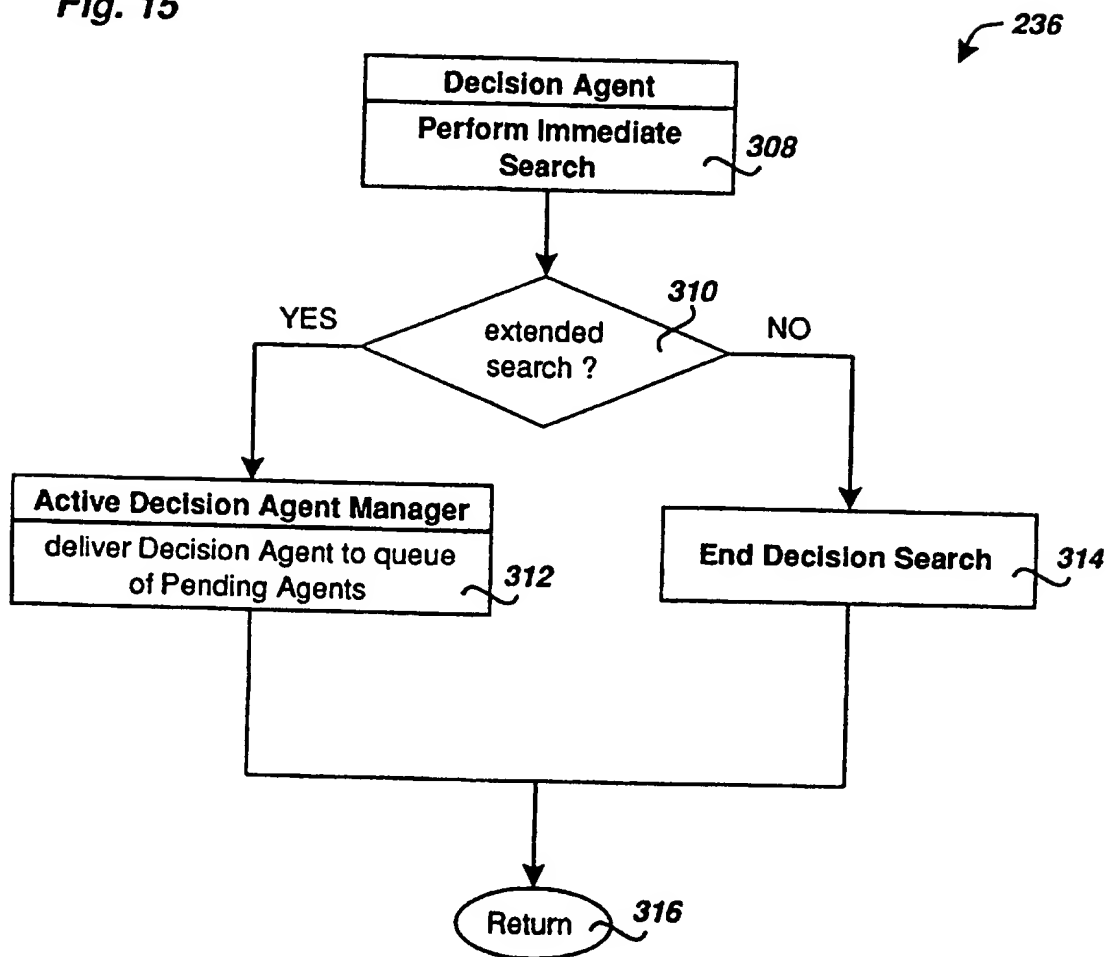 Fig. 15
236
Decision Agent
Perform Immediate
Search
308
310
YES
extended
search ?
NO
Active Decision Agent Manager
deliver Decision Agent to queue
of Pending Agents
312
End Decision Search
314
Return
316